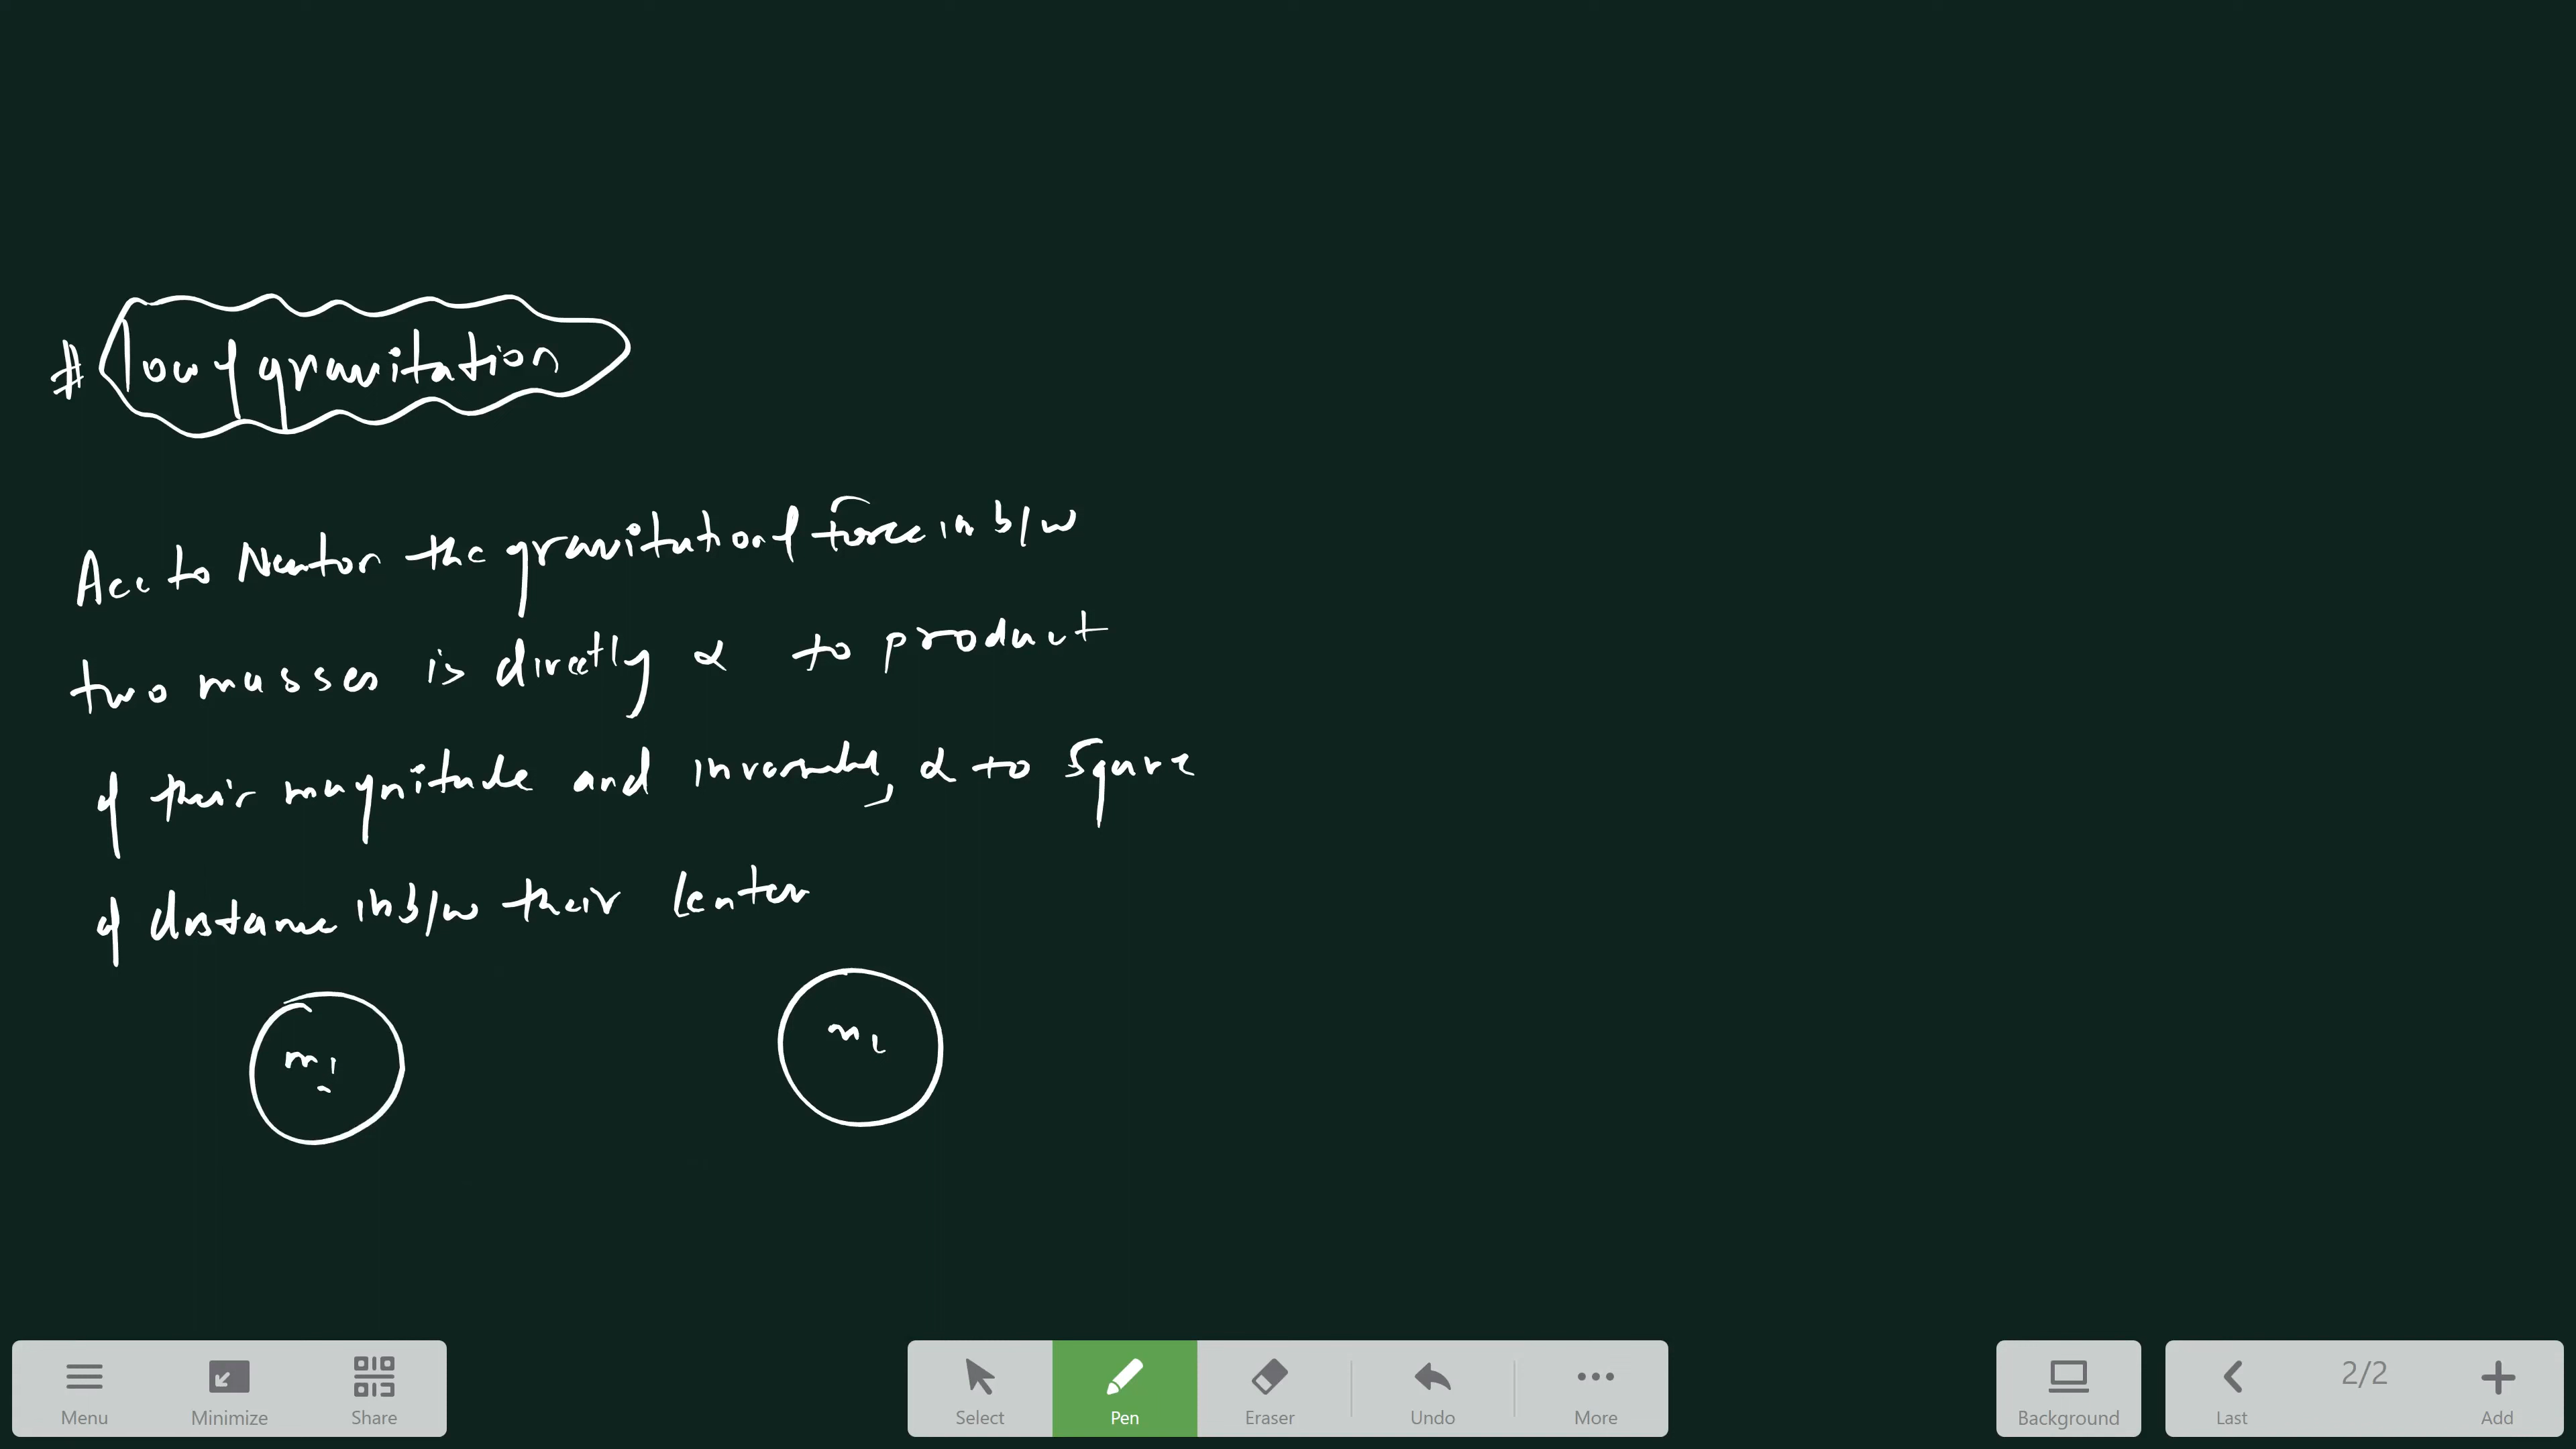 # law of gravitation
Acc to Newton the gravitational force in b/w
two masses is directly α to product
of their magnitude and inversely α to square
of distance in b/w their center
m1
m2
Menu
Minimize
Share
Select
Pen
Eraser
Undo
More
Background
Last
2/2
Add